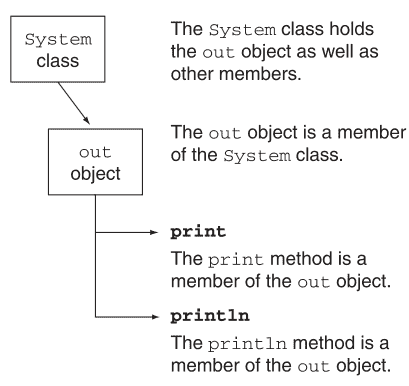 System
class
The System class holds
the out object as well as
other members.
out
object
The out object is a member
of the System class.
print
The print method is a
member of the out object.
println
The println method is a
member of the out object.